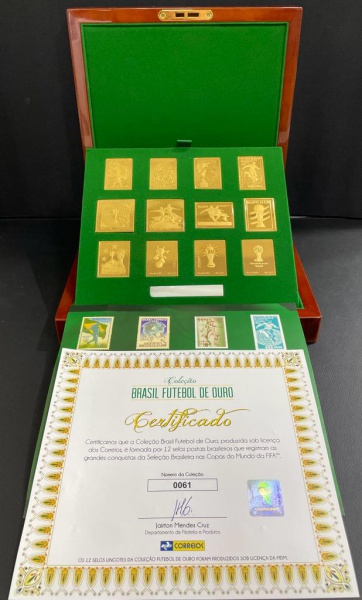 Coleção
BRASIL FUTEBOL DE OURO
Certificado
Certificamos que a Coleção Brasil Futebol de Ouro, produzida sob licença
dos Correios, é formada por 12 selos postais brasileiros que registram as
grandes conquistas da Seleção Brasileira nas Copas do Mundo da FIFA™.
Número da Coleção
0061
Jairton Mendes Cruz
Departamento de Filatelia e Produtos
CORREIOS
OS 12 SELOS LINGOTES DA COLEÇÃO FUTEBOL DE OURO FORAM PRODUZIDOS SOB LICENÇA DA MDM.